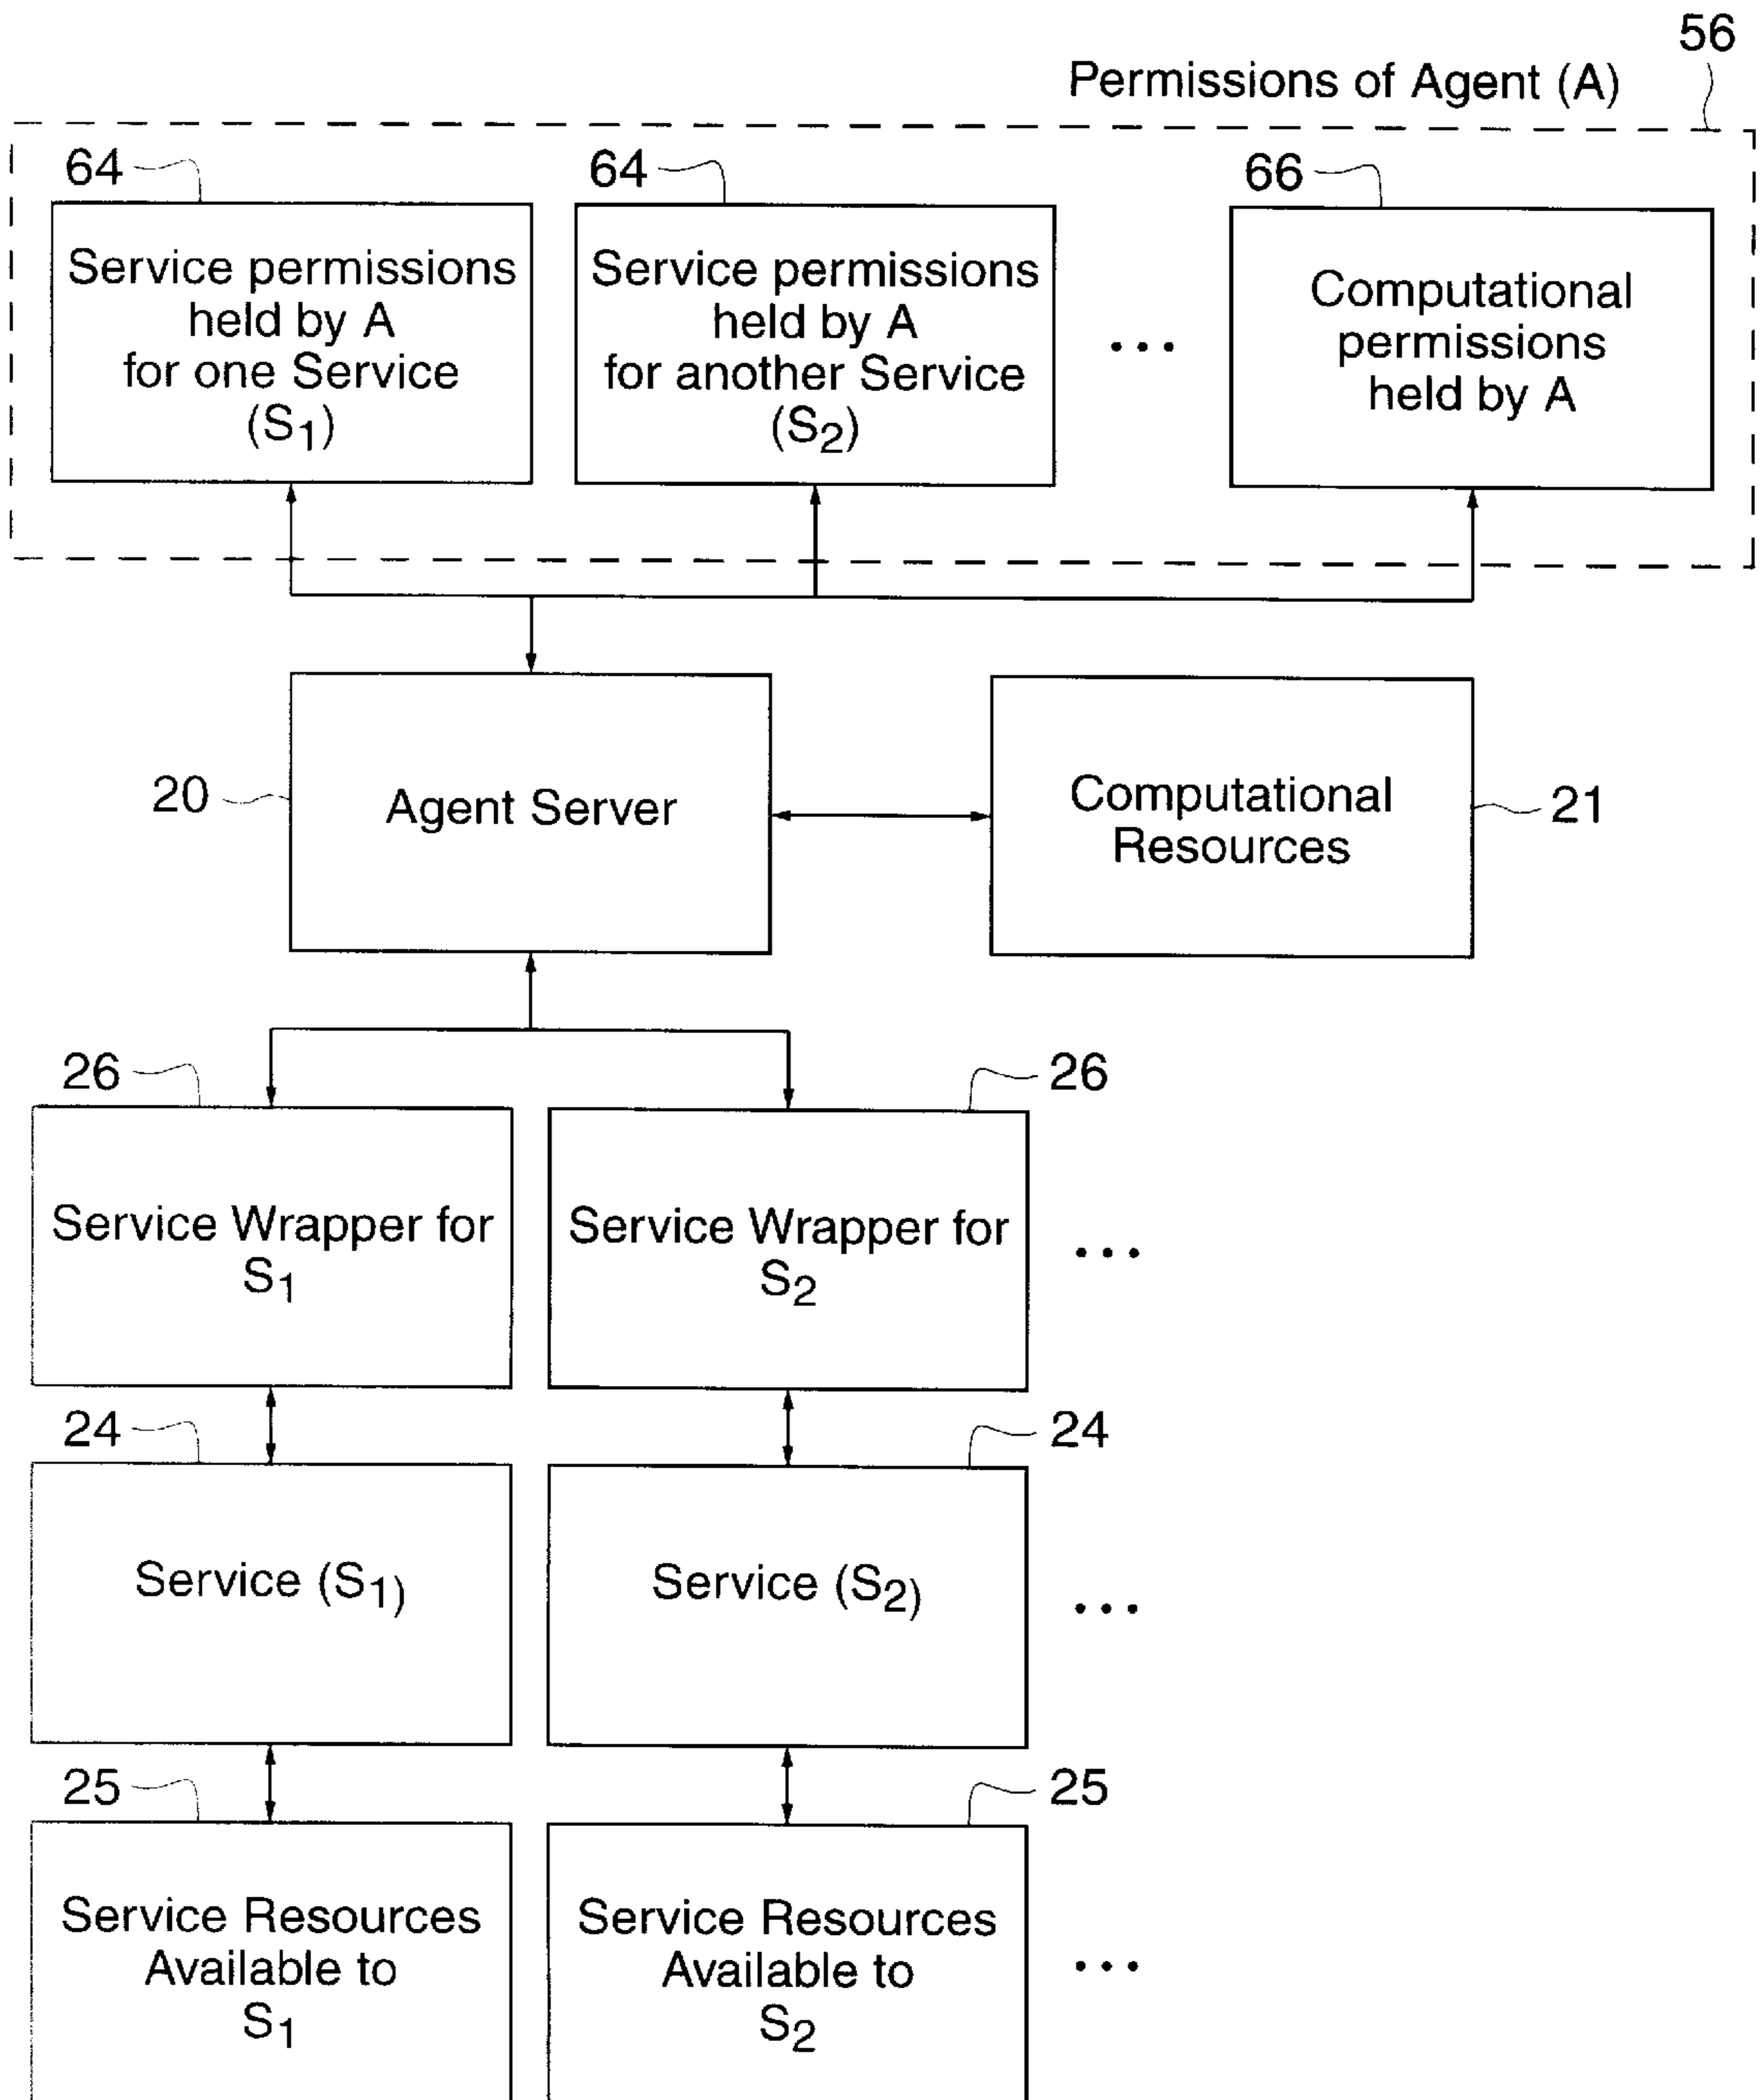 56
Permissions of Agent (A)
64
64
66
Service permissions
held by A
for one Service
(S1)
Service permissions
held by A
for another Service
(S2)
...
Computational
permissions
held by A
20
Agent Server
Computational
Resources
21
26
26
Service Wrapper for
S1
Service Wrapper for
S2
...
24
24
Service (S1)
Service (S2)
...
25
25
Service Resources
Available to
S1
Service Resources
Available to
S2
...